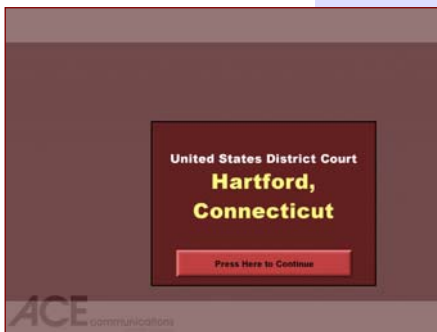 United States District Court
Hartford,
Connecticut
Press Here to Continue
ACE communications